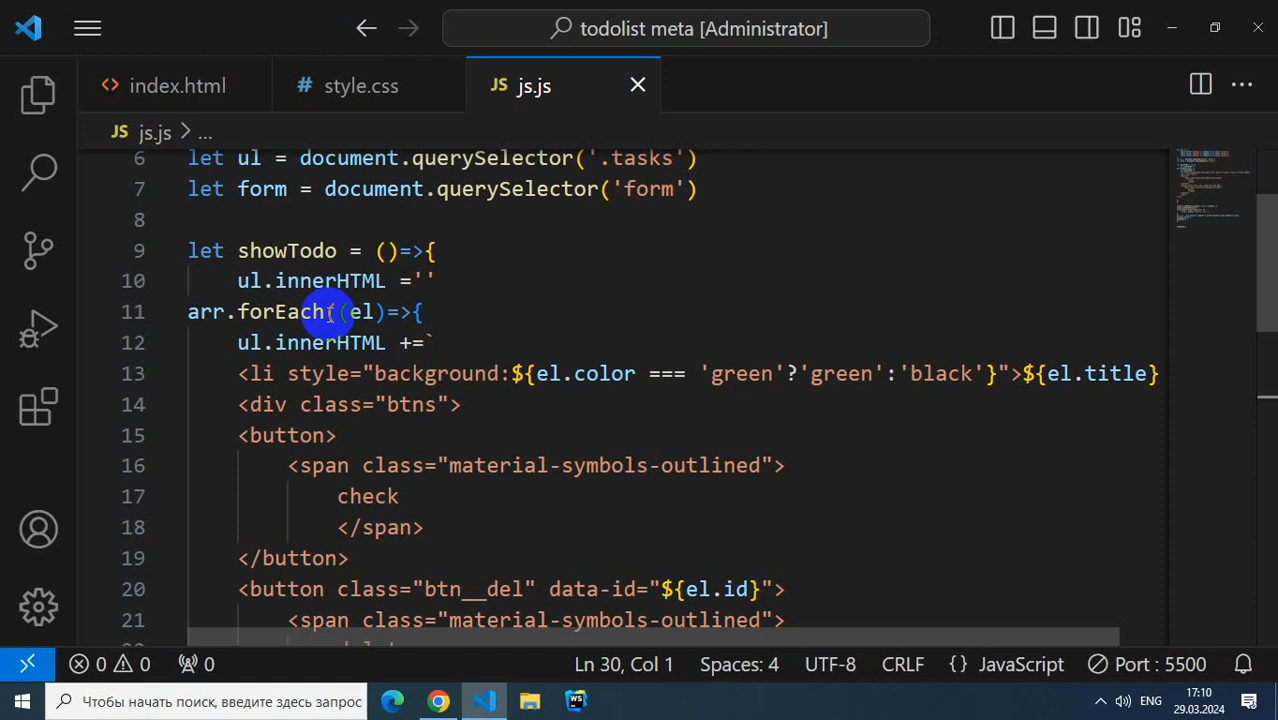 todolist meta [Administrator]
index.html
# style.css
JS js.js
JS js.js > ...
6 let ul = document.querySelector('.tasks')
7 let form = document.querySelector('form')
8
9 let showTodo = ()=>{
10 ul.innerHTML =''
11 arr.forEach((el)=>{
12 ul.innerHTML +=`
13 <li style="background:${el.color === 'green'?'green':'black'}">${el.title}
14 <div class="btns">
15 <button>
16 <span class="material-symbols-outlined">
17 check
18 </span>
19 </button>
20 <button class="btn__del" data-id="${el.id}">
21 <span class="material-symbols-outlined">
0 0 0 Ln 30, Col 1 Spaces: 4 UTF-8 CRLF {} JavaScript Port : 5500
Чтобы начать поиск, введите здесь запрос
WS
ENG
17:10
29.03.2024